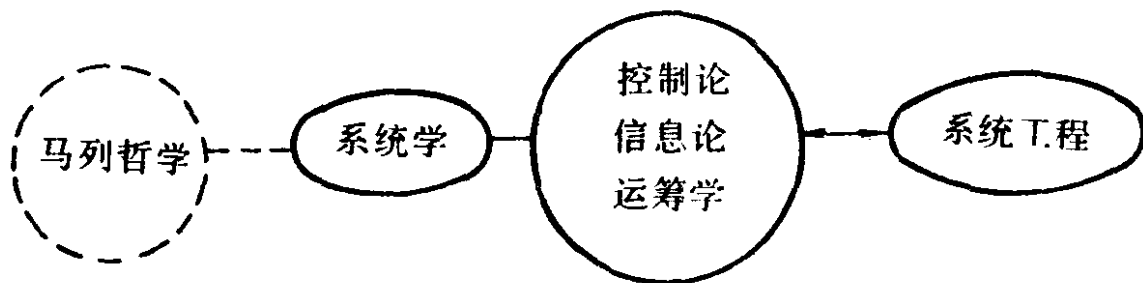 马列哲学
系统学
控制论
信息论
运筹学
系统工程